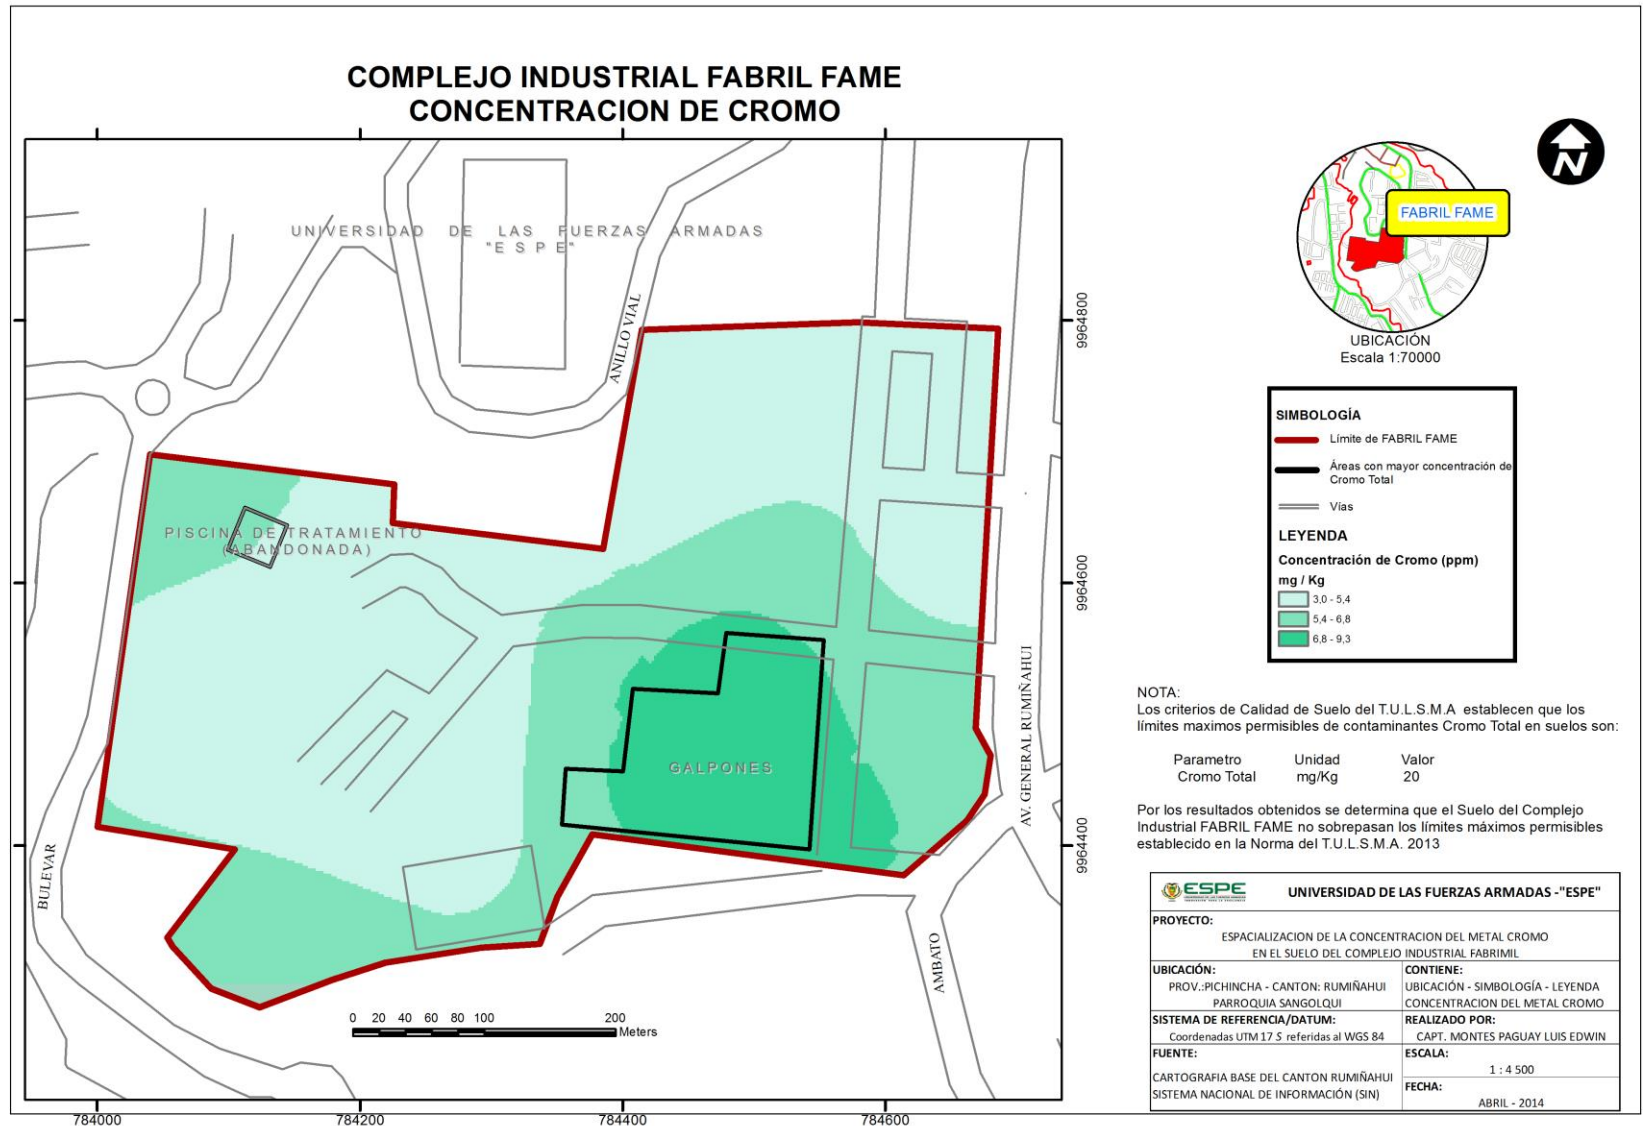 COMPLEJO INDUSTRIAL FABRIL FAME
CONCENTRACION DE CROMO
UNIVERSIDAD DE LAS FUERZAS ARMADAS
"E S P E"
ANILLO VIAL
PISCINA DE TRATAMIENTO
(ABANDONADA)
GALPONES
BULEVAR
AMBATO
AV. GENERAL RUMIÑAHUI
0 20 40 60 80 100 200
Meters
784000 784200 784400 784600
9964800
9964600
9964400
N
FABRIL FAME
UBICACIÓN
Escala 1:70000
SIMBOLOGÍA
Límite de FABRIL FAME
Áreas con mayor concentración de
Cromo Total
Vías
LEYENDA
Concentración de Cromo (ppm)
mg / Kg
3,0 - 5,4
5,4 - 6,8
6,8 - 9,3
NOTA:
Los criterios de Calidad de Suelo del T.U.L.S.M.A establecen que los
límites maximos permisibles de contaminantes Cromo Total en suelos son:
Parametro Unidad Valor
Cromo Total mg/Kg 20
Por los resultados obtenidos se determina que el Suelo del Complejo
Industrial FABRIL FAME no sobrepasan los límites máximos permisibles
establecido en la Norma del T.U.L.S.M.A. 2013
ESPE
UNIVERSIDAD DE LAS FUERZAS ARMADAS -"ESPE"
PROYECTO:
ESPACIALIZACION DE LA CONCENTRACION DEL METAL CROMO
EN EL SUELO DEL COMPLEJO INDUSTRIAL FABRIMIL
UBICACIÓN:
PROV.:PICHINCHA - CANTON: RUMIÑAHUI
PARROQUIA SANGOLQUI
CONTIENE:
UBICACIÓN - SIMBOLOGÍA - LEYENDA
CONCENTRACION DEL METAL CROMO
SISTEMA DE REFERENCIA/DATUM:
Coordenadas UTM 17 S referidas al WGS 84
REALIZADO POR:
CAPT. MONTES PAGUAY LUIS EDWIN
FUENTE:
CARTOGRAFIA BASE DEL CANTON RUMIÑAHUI
SISTEMA NACIONAL DE INFORMACIÓN (SIN)
ESCALA:
1 : 4 500
FECHA:
ABRIL - 2014